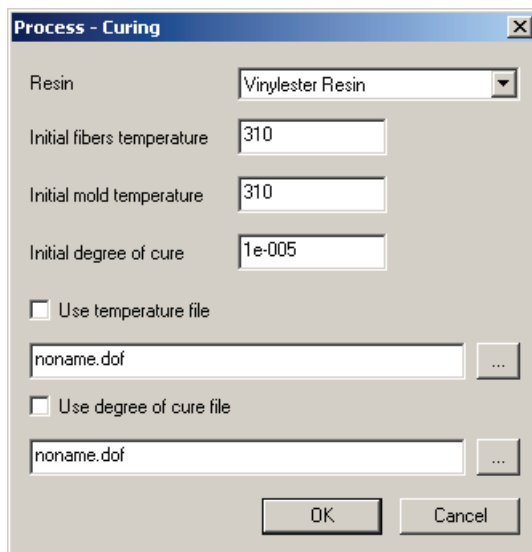 Process - Curing
Resin Vinylester Resin
Initial fibers temperature 310
Initial mold temperature 310
Initial degree of cure 1e-005
Use temperature file
noname.dof ...
Use degree of cure file
noname.dof ...
OK Cancel